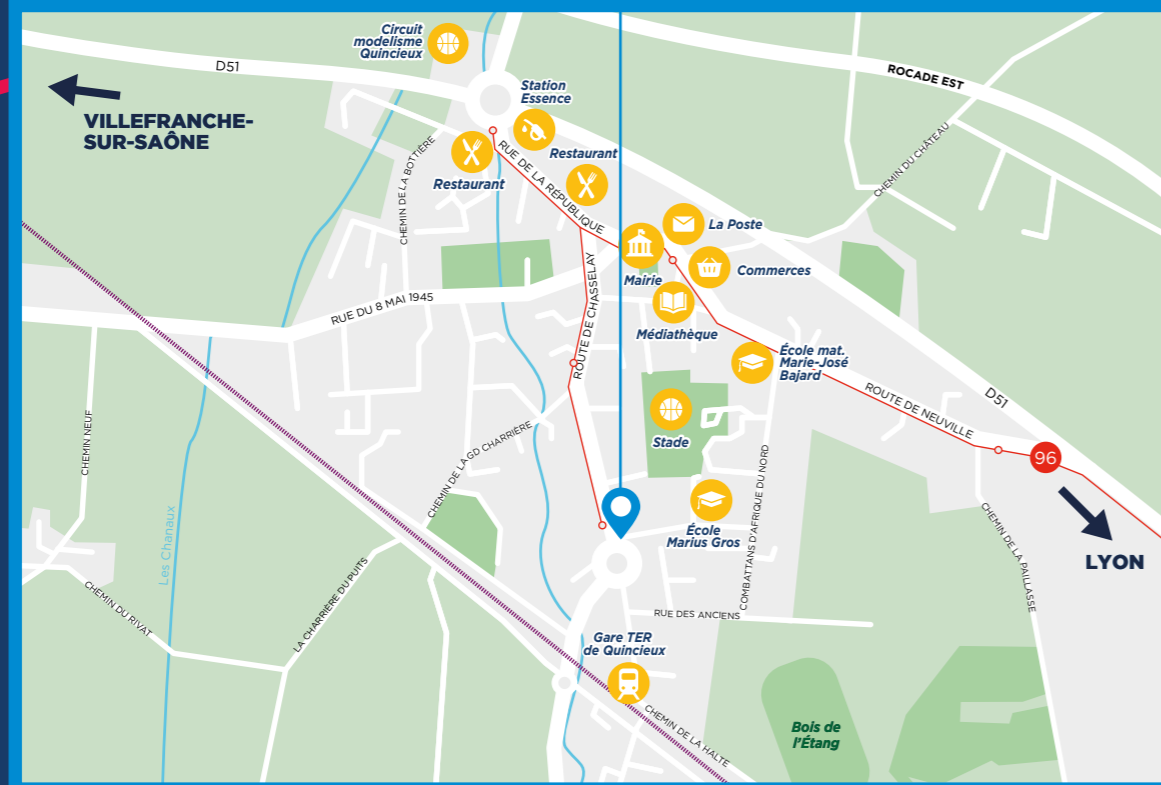 Circuit
modelisme
Quincieux
D51
ROCADE EST
VILLEFRANCHE-
SUR-SAÔNE
Station
Essence
Restaurant
Restaurant
RUE DE LA RÉPUBLIQUE
CHEMIN DE LA BOTTIÈRE
CHEMIN DU CHÂTEAU
La Poste
Commerces
Mairie
Médiathèque
RUE DU 8 MAI 1945
ROUTE DE CHASSELAY
École mat.
Marie-José
Bajard
D51
ROUTE DE NEUVILLE
96
LYON
Stade
CHEMIN NEUF
CHEMIN DE LA GD CHARRIÈRE
École
Marius Gros
COMBATTANS D'AFRIQUE DU NORD
CHEMIN DE LA PAILLASSE
Les Chanaux
CHEMIN DU RIVAT
LA CHARRIÈRE DU PUITS
RUE DES ANCIENS
Gare TER
de Quincieux
CHEMIN DE LA HALTE
Bois de
l'Étang